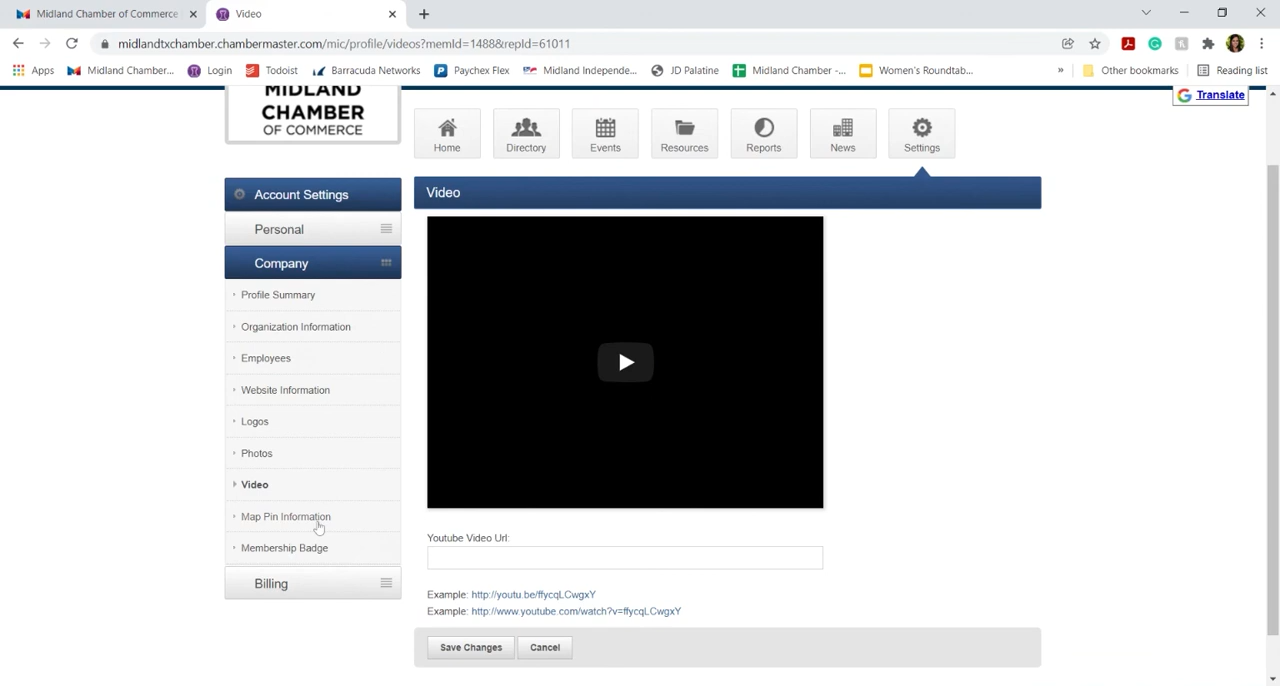 Midland Chamber of Commerce
Video
midlandtxchamber.chambermaster.com/mic/profile/videos?memId=1488&repId=61011
Apps
Midland Chamber...
Login
Todoist
Barracuda Networks
Paychex Flex
Midland Independe...
JD Palatine
Midland Chamber -...
Women's Roundtab...
»
Other bookmarks
Reading list
MIDLAND
CHAMBER
OF COMMERCE
Translate
Home
Directory
Events
Resources
Reports
News
Settings
Account Settings
Personal
Company
Profile Summary
Organization Information
Employees
Website Information
Logos
Photos
Video
Map Pin Information
Membership Badge
Billing
Video
Youtube Video Url:
Example: http://youtu.be/ffycqLCwgxY
Example: http://www.youtube.com/watch?v=ffycqLCwgxY
Save Changes
Cancel